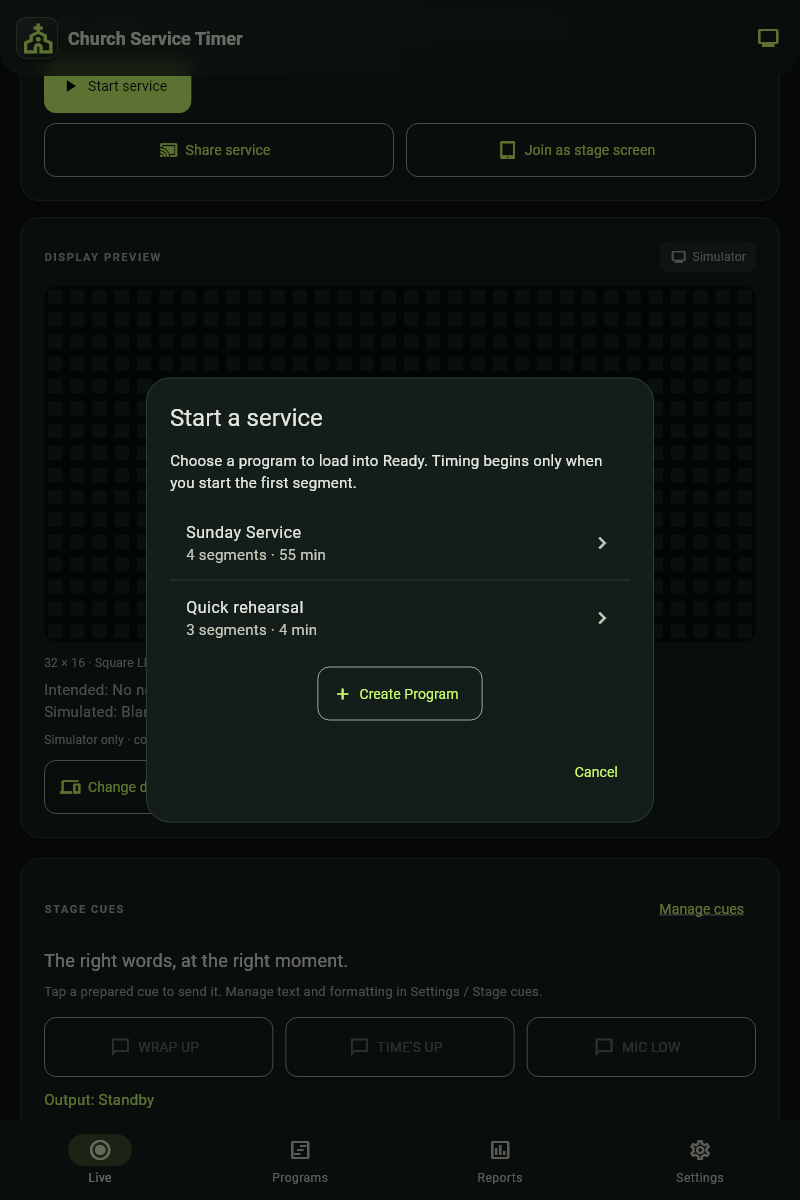 Church Service Timer
Start service
Share service
Join as stage screen
DISPLAY PREVIEW
Simulator
Start a service
Choose a program to load into Ready. Timing begins only when
you start the first segment.
Sunday Service
4 segments · 55 min
Quick rehearsal
3 segments · 4 min
Create Program
Cancel
32 × 16 · Square
Intended: No
Simulated:
Simulator only ·
Change
STAGE CUES
Manage cues
The right words, at the right moment.
Tap a prepared cue to send it. Manage text and formatting in Settings / Stage cues.
WRAP UP
TIME'S UP
MIC LOW
Output: Standby
Live
Programs
Reports
Settings